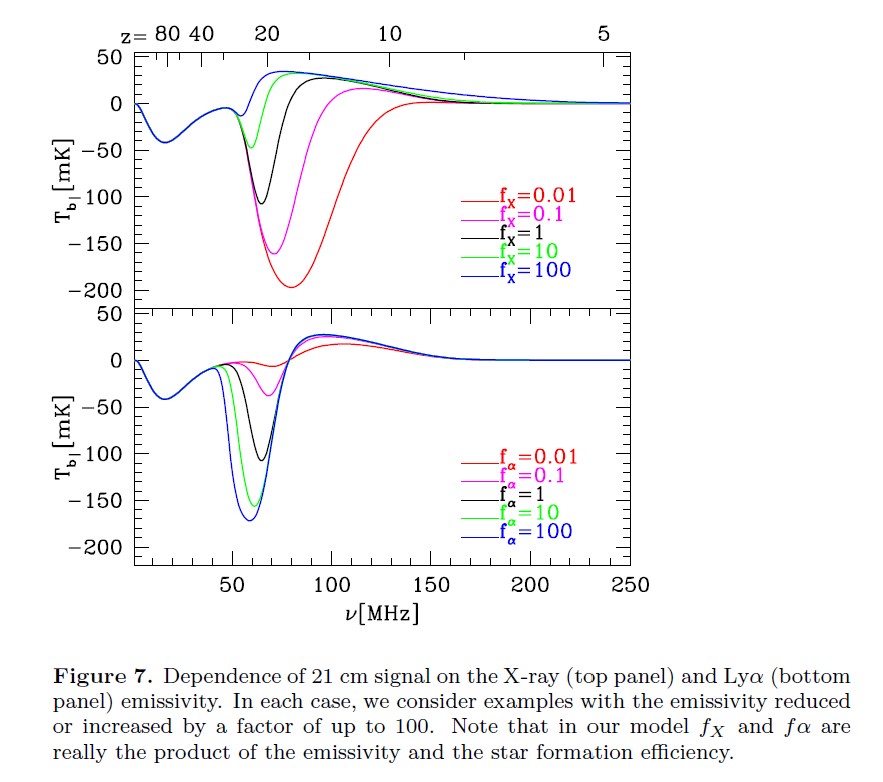 z= 80 40 20 10 5
50
0
−50
−100
−150
−200
T_b [mK]
f_X=0.01
f_X=0.1
f_X=1
f_X=10
f_X=100
50
0
−50
−100
−150
−200
T_b [mK]
f_α=0.01
f_α=0.1
f_α=1
f_α=10
f_α=100
50 100 150 200 250
ν[MHz]
Figure 7. Dependence of 21 cm signal on the X-ray (top panel) and Lyα (bottom
panel) emissivity. In each case, we consider examples with the emissivity reduced
or increased by a factor of up to 100. Note that in our model f_X and fα are
really the product of the emissivity and the star formation efficiency.